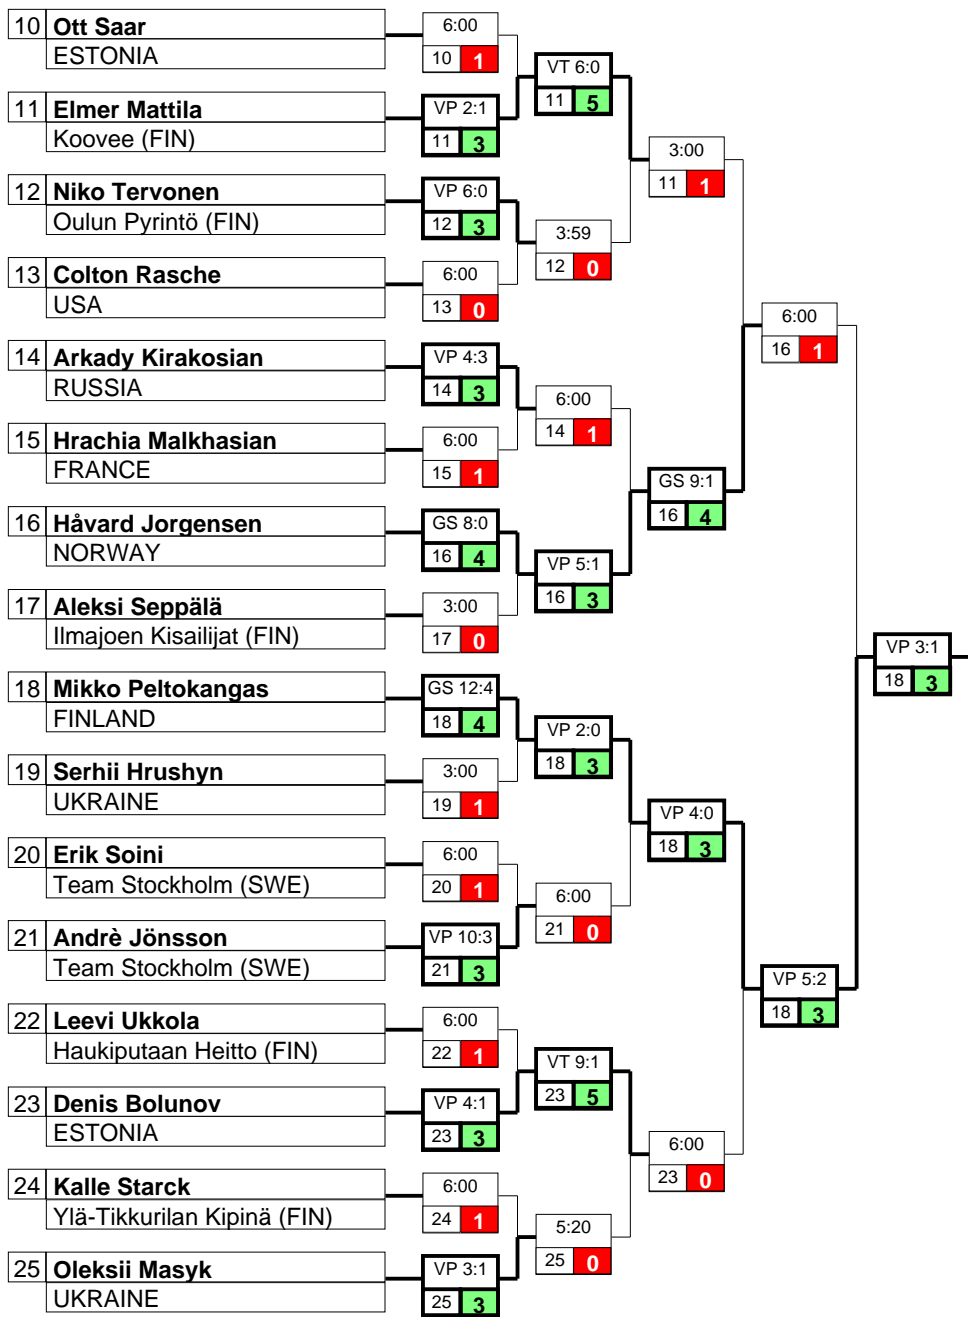 10 Ott Saar
ESTONIA
6:00
10 1
VT 6:0
11 5
11 Elmer Mattila
Koovee (FIN)
VP 2:1
11 3
3:00
11 1
12 Niko Tervonen
Oulun Pyrintö (FIN)
VP 6:0
12 3
3:59
12 0
13 Colton Rasche
USA
6:00
13 0
6:00
16 1
14 Arkady Kirakosian
RUSSIA
VP 4:3
14 3
6:00
14 1
15 Hrachia Malkhasian
FRANCE
6:00
15 1
GS 9:1
16 4
16 Håvard Jorgensen
NORWAY
GS 8:0
16 4
VP 5:1
16 3
17 Aleksi Seppälä
Ilmajoen Kisailijat (FIN)
3:00
17 0
VP 3:1
18 3
18 Mikko Peltokangas
FINLAND
GS 12:4
18 4
VP 2:0
18 3
19 Serhii Hrushyn
UKRAINE
3:00
19 1
VP 4:0
18 3
20 Erik Soini
Team Stockholm (SWE)
6:00
20 1
6:00
21 0
21 Andrè Jönsson
Team Stockholm (SWE)
VP 10:3
21 3
VP 5:2
18 3
22 Leevi Ukkola
Haukiputaan Heitto (FIN)
6:00
22 1
VT 9:1
23 5
23 Denis Bolunov
ESTONIA
VP 4:1
23 3
6:00
23 0
24 Kalle Starck
Ylä-Tikkurilan Kipinä (FIN)
6:00
24 1
5:20
25 0
25 Oleksii Masyk
UKRAINE
VP 3:1
25 3